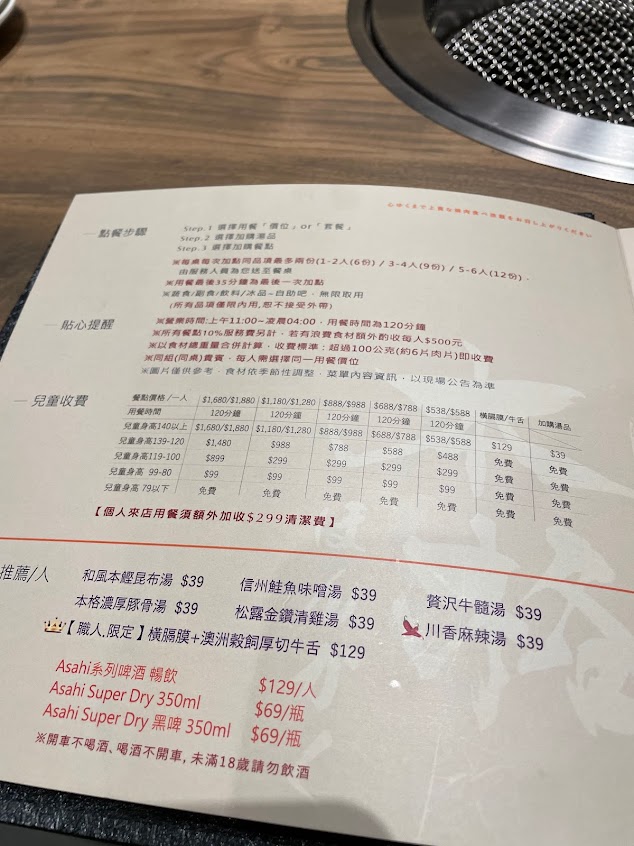 点餐步驟
Step.1 選擇用餐「價位」or「套餐」
Step.2 選擇加購湯品
Step.3 選擇加購餐點
※每桌每次加點同品項最多兩份(1-2人(6份) / 3-4人(9份) / 5-6人(12份)，
由服務人員為您送至餐桌
※用餐最後35分鐘為最後一次加點
※蔬食/副食/飲料/冰品-自助吧，無限取用
(所有品項僅限內用,恕不接受外帶)
貼心提醒
※營業時間:上午11:00~凌晨04:00，用餐時間為120分鐘
※所有餐點10%服務費另計，若有浪費食材額外酌收每人$500元
※以食材總重量合併計算，收費標準：超過100公克(約6片肉片)即收費
※同組(同桌)貴賓，每人需選擇同一用餐價位
※圖片僅供參考，食材依季節性調整，菜單內容資訊，以現場公告為準
兒童收費
餐點價格 /一人 $1,680/$1,880 $1,180/$1,280 $888/$988 $688/$788 $538/$588 橫膈膜/牛舌 加購湯品
用餐時間 120分鐘 120分鐘 120分鐘 120分鐘 120分鐘
兒童身高140以上 $1,680/$1,880 $1,180/$1,280 $888/$988 $688/$788 $538/$588 $129 $39
兒童身高139-120 $1,480 $988 $788 $588 $488 免費 免費
兒童身高119-100 $899 $299 $299 $299 $299 免費 免費
兒童身高 99-80 $99 $99 $99 $99 $99 免費 免費
兒童身高 79以下 免費 免費 免費 免費 免費 免費 免費
【個人來店用餐須額外加收$299清潔費】
推薦/人
和風本鰹昆布湯 $39 信州鮭魚味噌湯 $39 贅沢牛髓湯 $39
本格濃厚豚骨湯 $39 松露金鑽清雞湯 $39 川香麻辣湯 $39
【職人.限定】橫膈膜+澳洲穀飼厚切牛舌 $129
Asahi系列啤酒 暢飲 $129/人
Asahi Super Dry 350ml $69/瓶
Asahi Super Dry 黑啤 350ml $69/瓶
※開車不喝酒、喝酒不開車, 未滿18歲請勿飲酒